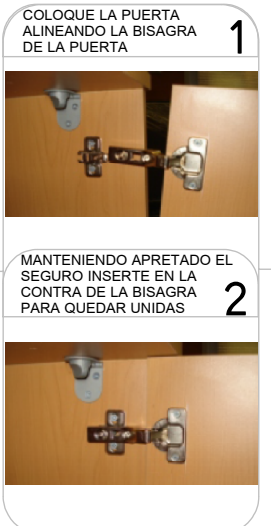 COLOQUE LA PUERTA
ALINEANDO LA BISAGRA
DE LA PUERTA
1
MANTENIENDO APRETADO EL
SEGURO INSERTE EN LA
CONTRA DE LA BISAGRA
PARA QUEDAR UNIDAS
2